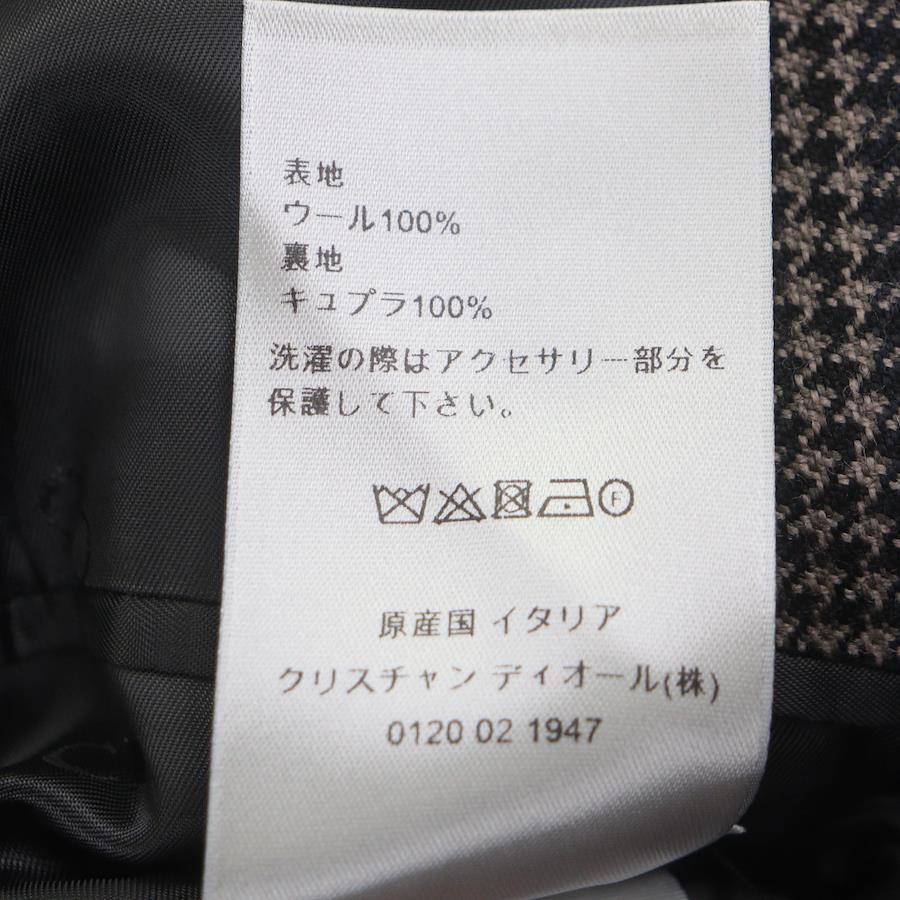 表地
ウール100%
裏地
キュプラ100%
洗濯の際はアクセサリー部分を
保護して下さい。
F
原産国 イタリア
クリスチャン ディオール(株)
0120 02 1947